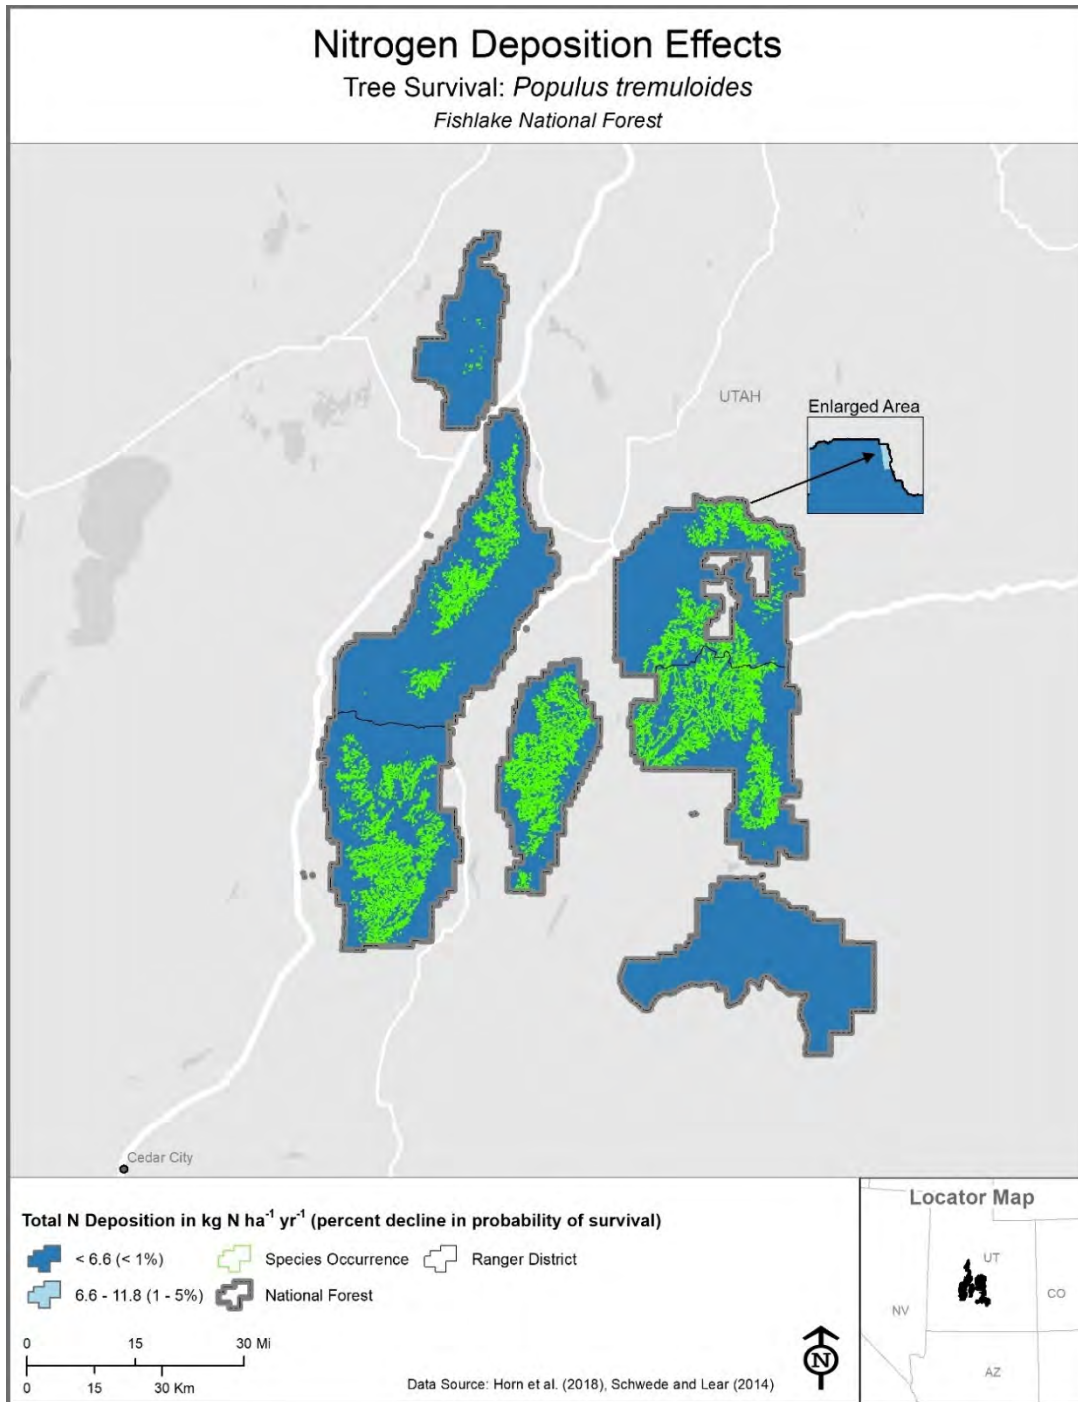 Nitrogen Deposition Effects
Tree Survival: Populus tremuloides
Fishlake National Forest
UTAH
Enlarged Area
Cedar City
Total N Deposition in kg N ha⁻¹ yr⁻¹ (percent decline in probability of survival)
< 6.6 (< 1%)
Species Occurrence
Ranger District
6.6 - 11.8 (1 - 5%)
National Forest
0 15 30 Mi
0 15 30 Km
N
Data Source: Horn et al. (2018), Schwede and Lear (2014)
Locator Map
UT
CO
NV
AZ